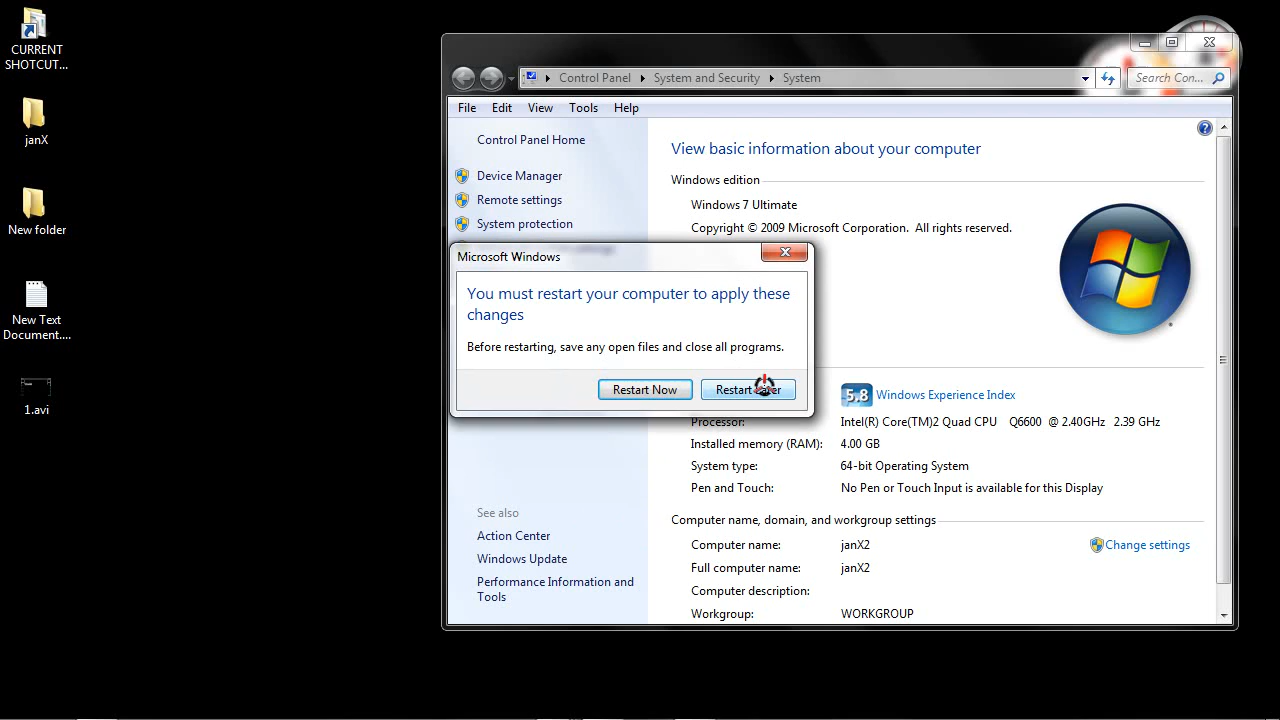 CURRENT
SHOTCUT...
janX
New folder
New Text
Document....
1.avi
Control Panel
System and Security
System
Search Con...
File Edit View Tools Help
Control Panel Home
Device Manager
Remote settings
System protection
View basic information about your computer
Windows edition
Windows 7 Ultimate
Copyright © 2009 Microsoft Corporation. All rights reserved.
Microsoft Windows
You must restart your computer to apply these
changes
Before restarting, save any open files and close all programs.
Restart Now
Restart
5.8 Windows Experience Index
Processor: Intel(R) Core(TM)2 Quad CPU Q6600 @ 2.40GHz 2.39 GHz
Installed memory (RAM): 4.00 GB
System type: 64-bit Operating System
Pen and Touch: No Pen or Touch Input is available for this Display
See also
Action Center
Windows Update
Performance Information and
Tools
Computer name, domain, and workgroup settings
Computer name: janX2
Change settings
Full computer name: janX2
Computer description:
Workgroup: WORKGROUP